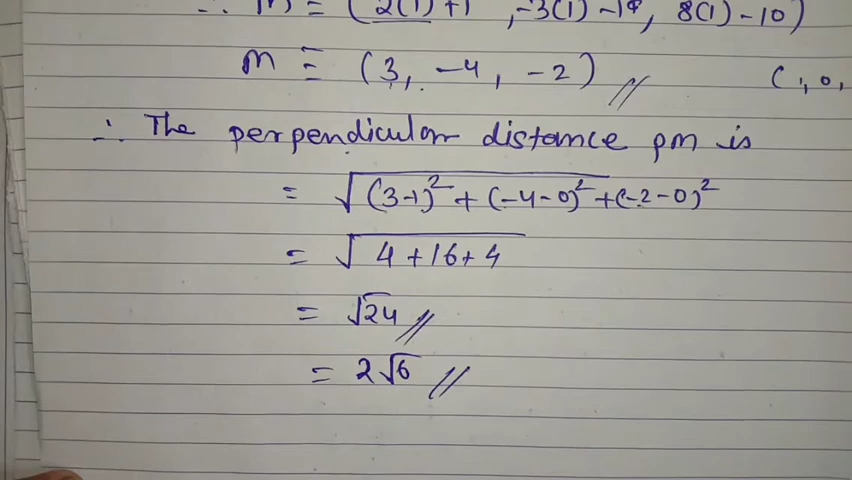 ∴ M = (2(1)+1, -3(1)-1, 8(1)-10)
M = (3, -4, -2) //
(1, 0,
∴ The perpendicular distance PM is
= √(3-1)² + (-4-0)² + (-2-0)²
= √4+16+4
= √24 //
= 2√6 //